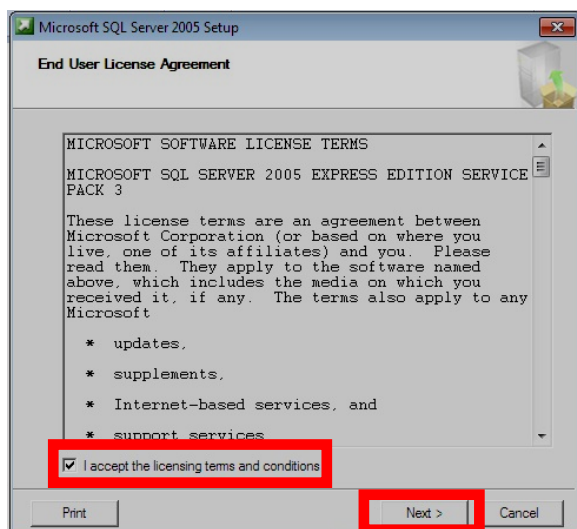 Microsoft SQL Server 2005 Setup
End User License Agreement
MICROSOFT SOFTWARE LICENSE TERMS
MICROSOFT SQL SERVER 2005 EXPRESS EDITION SERVICE
PACK 3
These license terms are an agreement between
Microsoft Corporation (or based on where you
live, one of its affiliates) and you.  Please
read them.  They apply to the software named
above, which includes the media on which you
received it, if any.  The terms also apply to any
Microsoft
* updates,
* supplements,
* Internet-based services, and
* support services
I accept the licensing terms and conditions
Print
Next >
Cancel